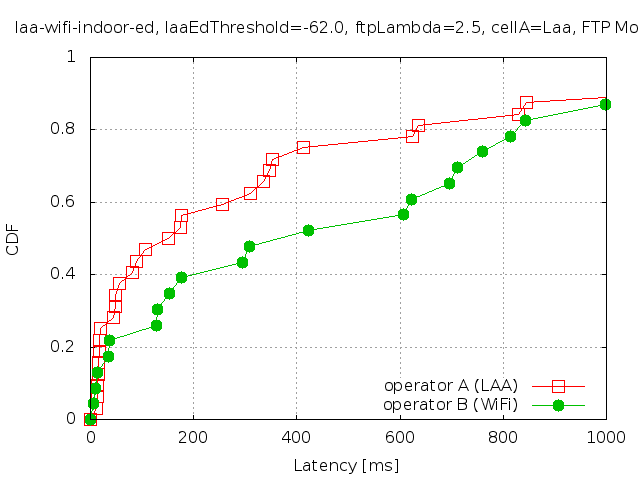 laa-wifi-indoor-ed, laaEdThreshold=-62.0, ftpLambda=2.5, cellA=Laa, FTP Mo
1
0.8
0.6
0.4
0.2
0
CDF
operator A (LAA)
operator B (WiFi)
0 200 400 600 800 1000
Latency [ms]